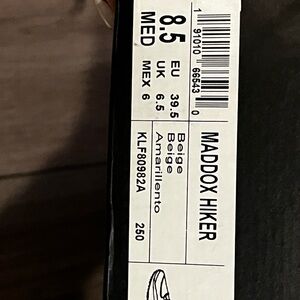 1 91010 66543 0
8.5 EU 39.5
MED UK 6.5
MEX 6
MADDOX HIKER
Beige
Beige
Amarillento
KLF80982A 250